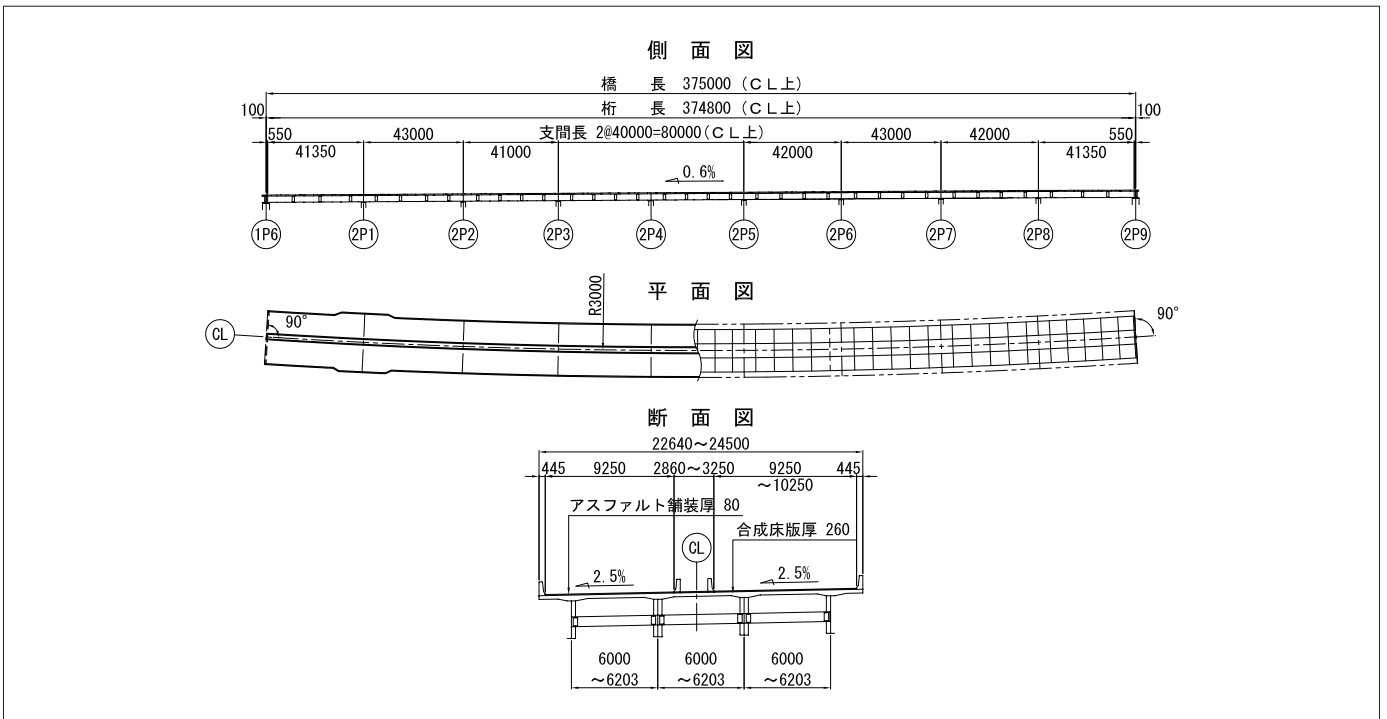 側 面 図
橋 長 375000 (CL上)
100 桁 長 374800 (CL上) 100
550 43000 支間長 2@40000=80000(CL上) 43000 42000 550
41350 41000 42000 41350
0.6%
1P6 2P1 2P2 2P3 2P4 2P5 2P6 2P7 2P8 2P9
平 面 図
R3000
CL 90° 90°
断 面 図
22640～24500
445 9250 2860～3250 9250 445
～10250
アスファルト舗装厚 80
合成床版厚 260
CL
2.5% 2.5%
6000 6000 6000
～6203 ～6203 ～6203